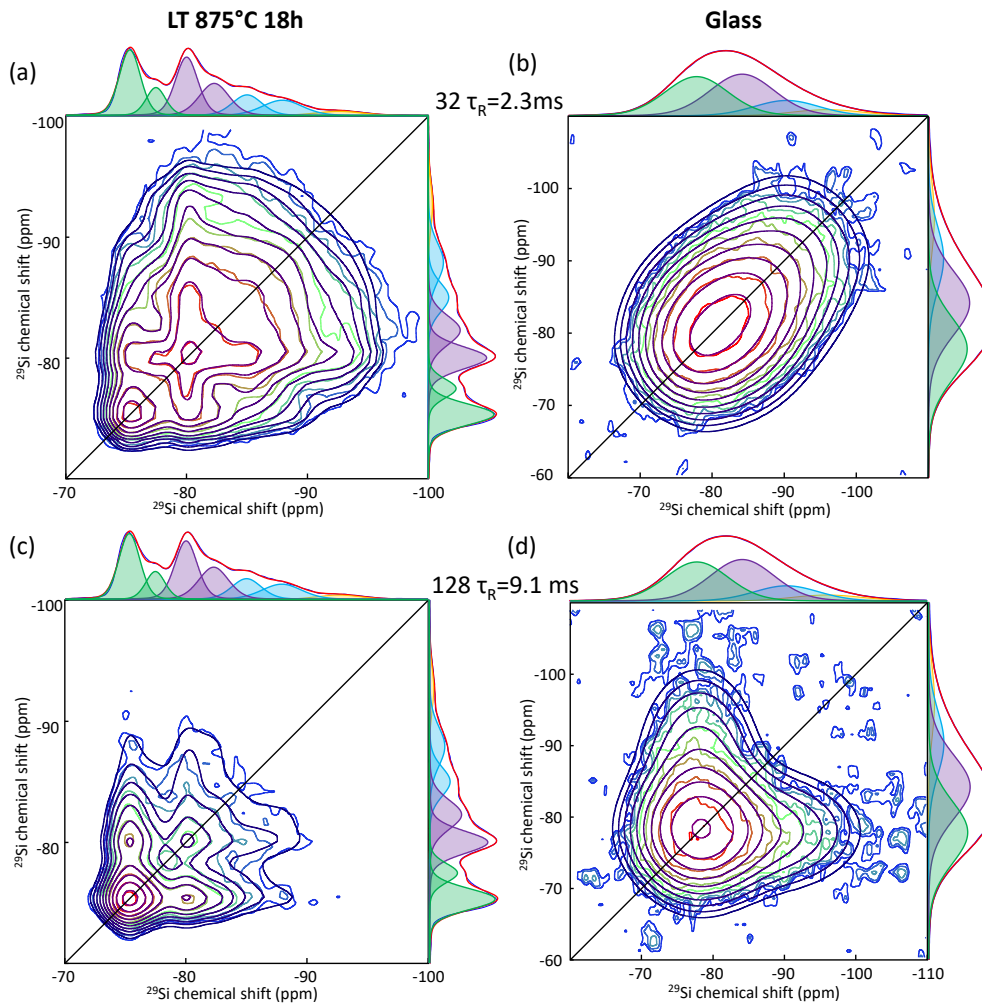 LT 875°C 18h
Glass
(a)
(b)
32 τR=2.3ms
-100
-90
-80
-70
-80
-90
-100
29Si chemical shift (ppm)
29Si chemical shift (ppm)
-100
-90
-80
-70
-60
-70
-80
-90
-100
29Si chemical shift (ppm)
29Si chemical shift (ppm)
(c)
(d)
128 τR=9.1 ms
-100
-90
-80
-70
-80
-90
-100
29Si chemical shift (ppm)
29Si chemical shift (ppm)
-100
-90
-80
-70
-60
-70
-80
-90
-100
-110
29Si chemical shift (ppm)
29Si chemical shift (ppm)